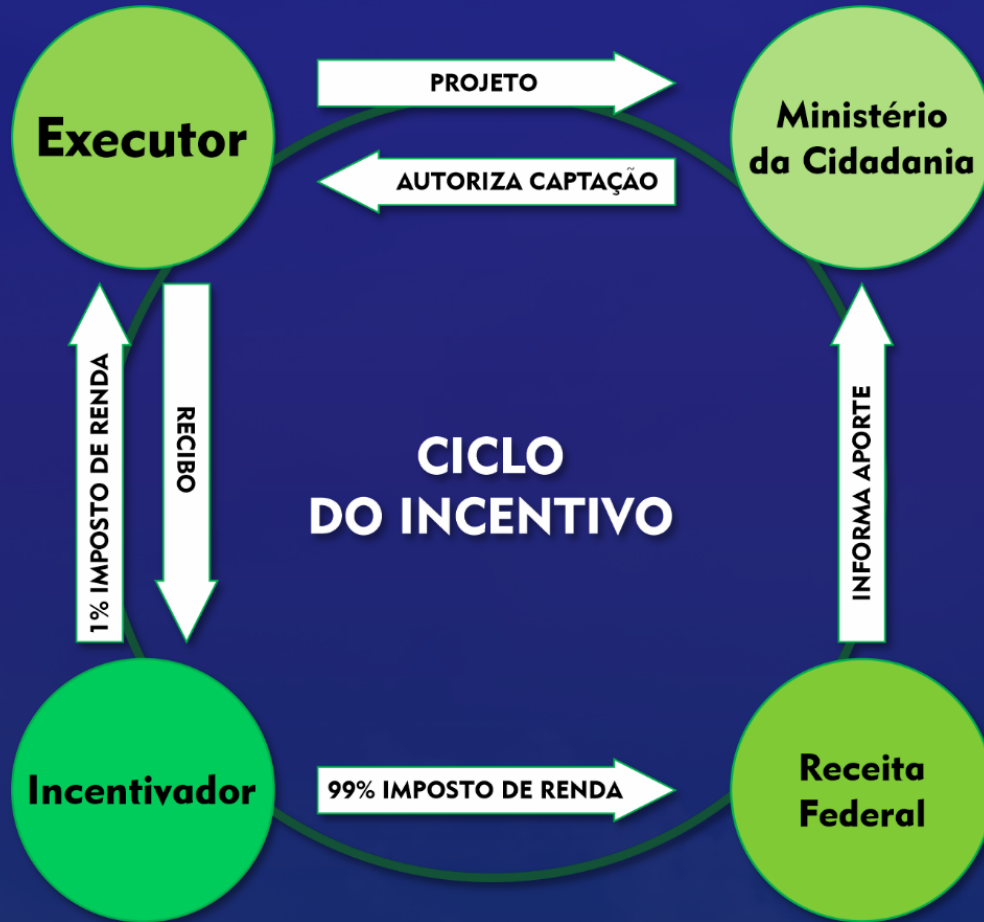 PROJETO
Executor
Ministério
da Cidadania
AUTORIZA CAPTAÇÃO
1% IMPOSTO DE RENDA
RECIBO
CICLO
DO INCENTIVO
INFORMA APORTE
Incentivador
99% IMPOSTO DE RENDA
Receita
Federal